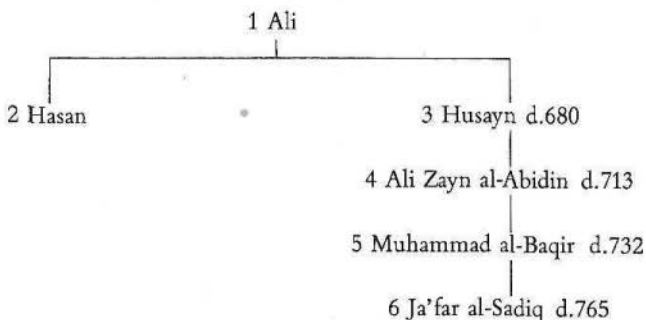 1 Ali
2 Hasan
3 Husayn d.680
4 Ali Zayn al-Abidin d.713
5 Muhammad al-Baqir d.732
6 Ja'far al-Sadiq d.765